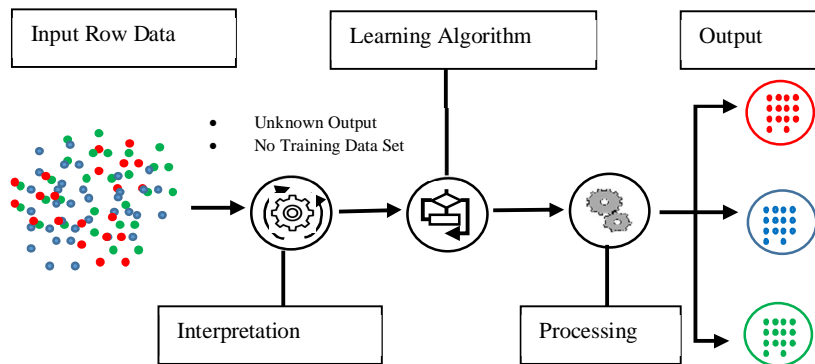 Input Row Data
Learning Algorithm
Output
• Unknown Output
• No Training Data Set
Interpretation
Processing